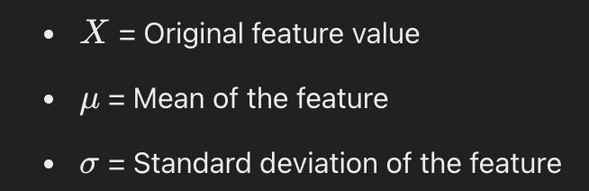 • X = Original feature value
• μ = Mean of the feature
• σ = Standard deviation of the feature